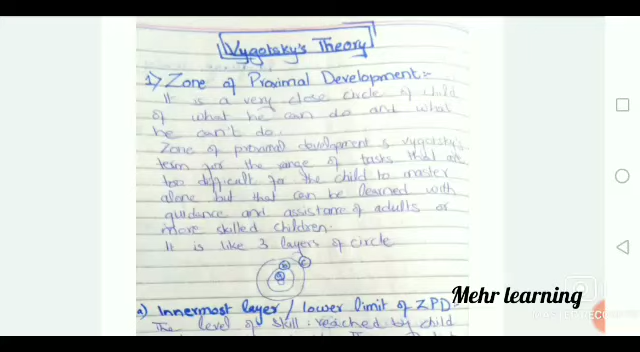 Vygotsky's Theory
1) Zone of Proximal Development:-
It is a very close circle of child
of what he can do and what
he can't do.
Zone of proximal development is vygotsky's
term for the range of tasks that are
too difficult for the child to master
alone but that can be learned with
guidance and assistance of adults or
more skilled children.
It is like 3 layers of circle
b c
a
Mehr learning
a) Innermost layer / lower limit of ZPD:-
The level of skill reached by child